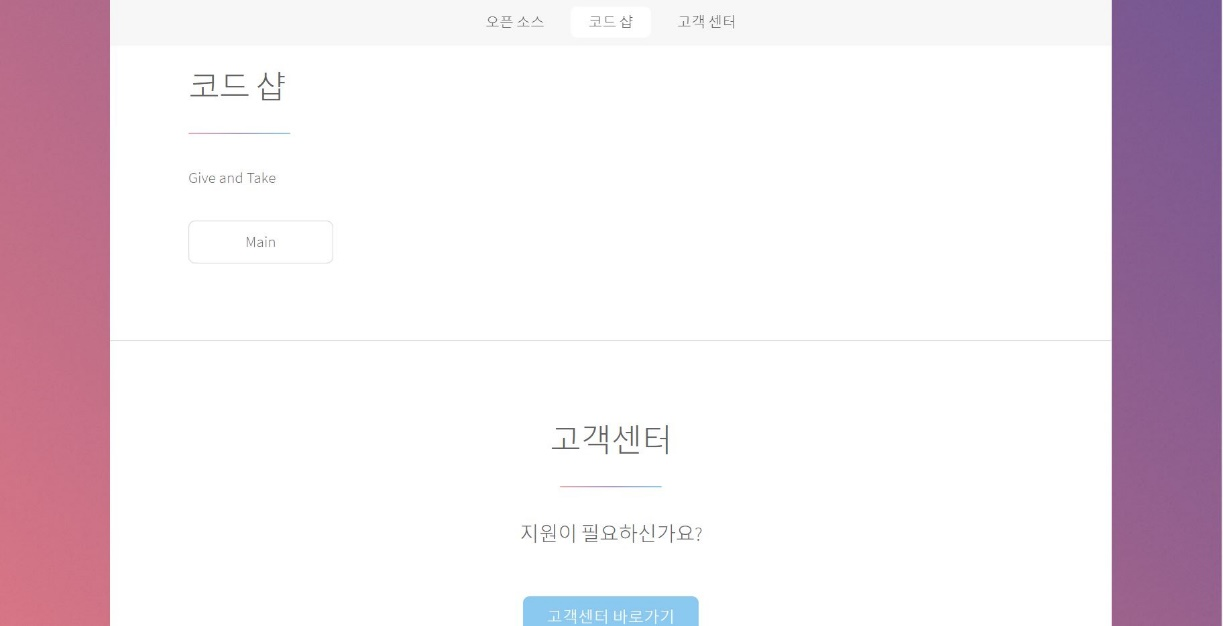 오픈 소스 코드 샵 고객 센터
코드 샵
Give and Take
Main
고객센터
지원이 필요하신가요?
고객센터 바로가기